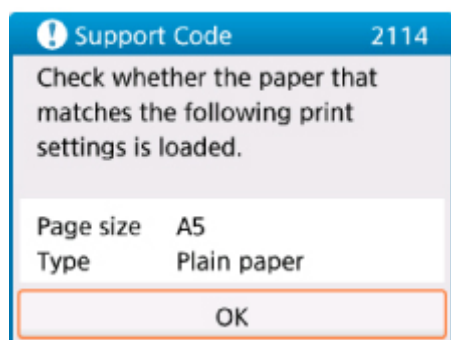 Support Code 2114
Check whether the paper that
matches the following print
settings is loaded.
Page size A5
Type Plain paper
OK